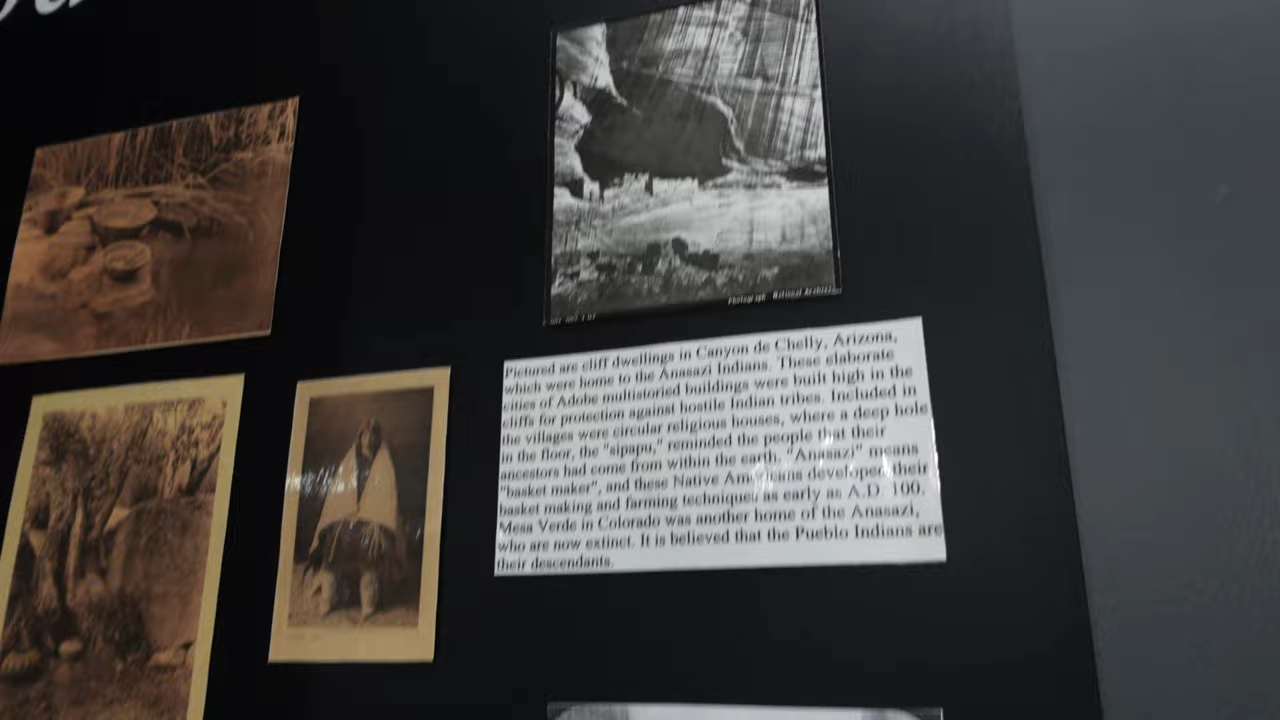 Photograph National Archives
Pictured are cliff dwellings in Canyon de Chelly, Arizona,
which were home to the Anasazi Indians. These elaborate
cities of Adobe multistoried buildings were built high in the
cliffs for protection against hostile Indian tribes. Included in
the villages were circular religious houses, where a deep hole
in the floor, the "sipapu," reminded the people that their
ancestors had come from within the earth. "Anasazi" means
"basket maker", and these Native Americans developed their
basket making and farming techniques as early as A.D 100.
Mesa Verde in Colorado was another home of the Anasazi,
who are now extinct. It is believed that the Pueblo Indians are
their descendants.